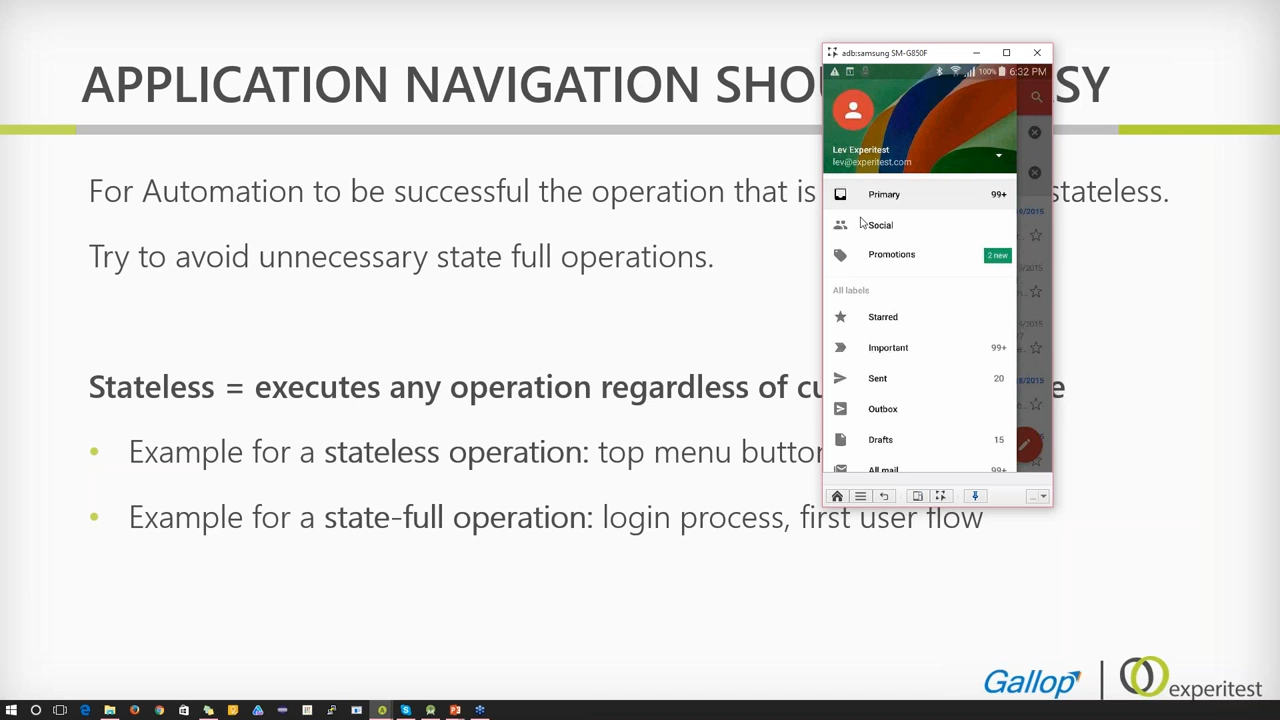 APPLICATION NAVIGATION SHOU
SY
For Automation to be successful the operation that is
stateless.
Try to avoid unnecessary state full operations.
Stateless = executes any operation regardless of cu
e
• Example for a stateless operation: top menu button
• Example for a state-full operation: login process, first user flow
adb:samsung SM-G850F
100% 6:32 PM
Lev Experitest
lev@experitest.com
Primary 99+
Social
Promotions 2 new
All labels
Starred
Important 99+
Sent 20
Outbox
Drafts 15
All mail 99+
Gallop
experitest